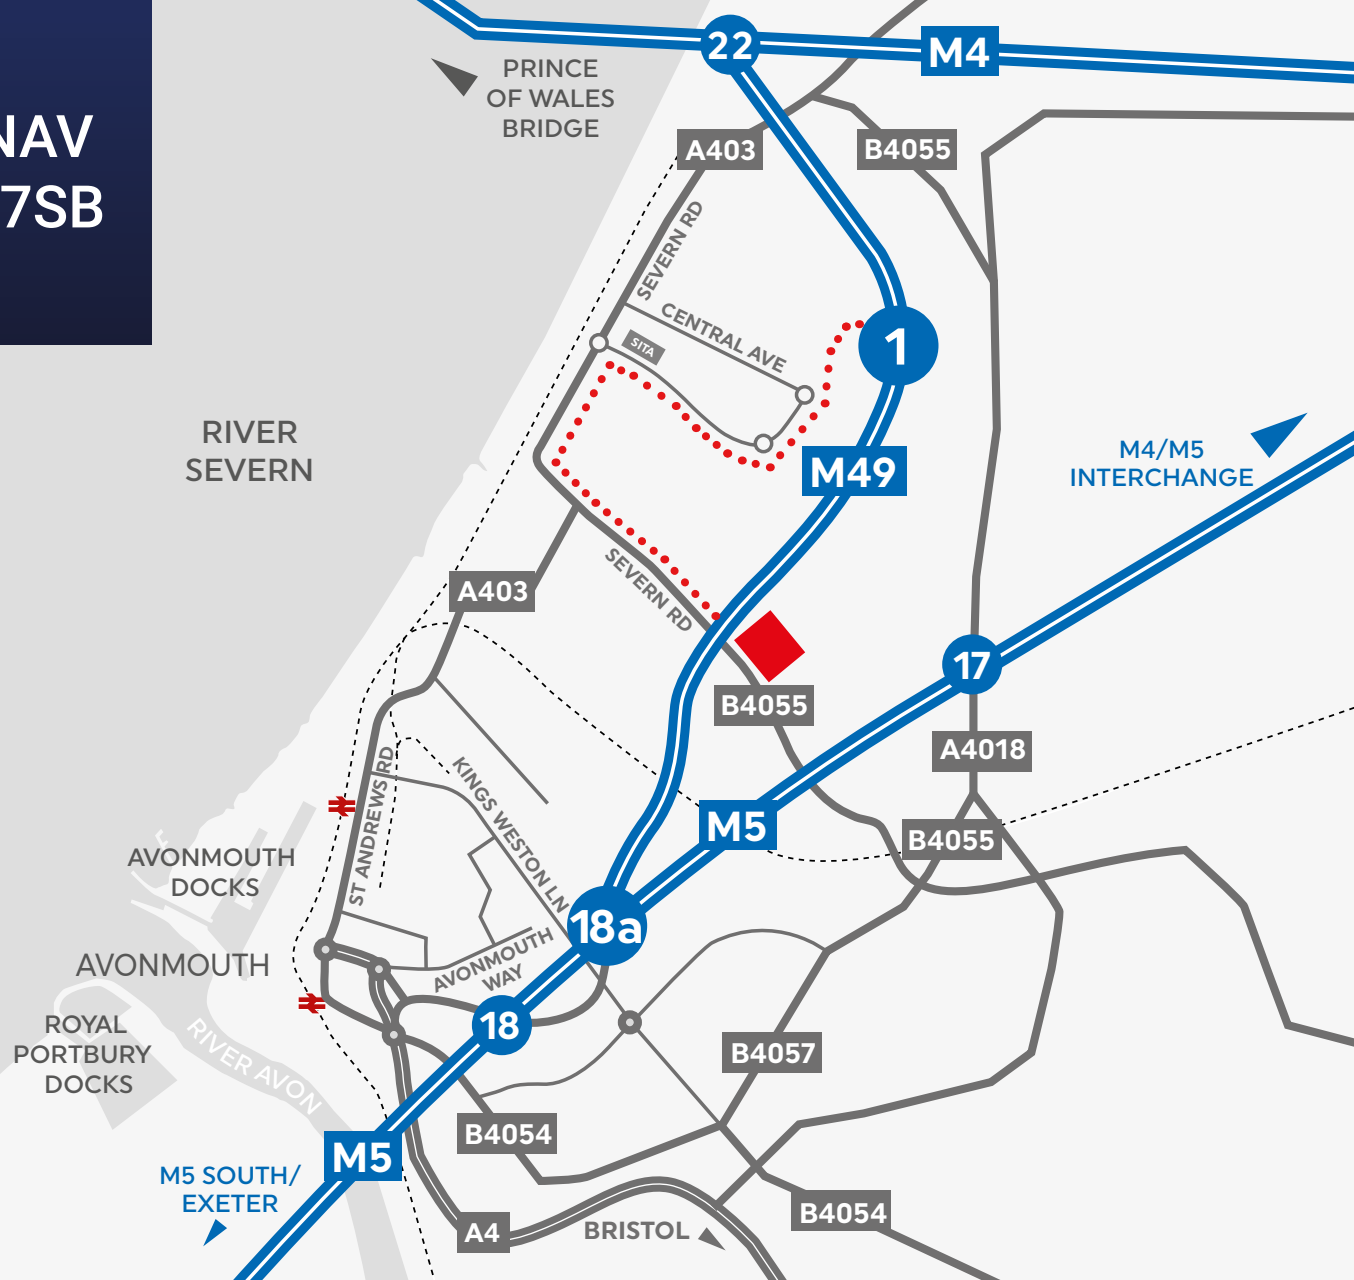 22
M4
PRINCE
OF WALES
BRIDGE
NAV
7SB
A403
B4055
SEVERN RD
CENTRAL AVE
SITA
1
RIVER
SEVERN
M49
M4/M5
INTERCHANGE
SEVERN RD
A403
17
B4055
A4018
ST ANDREWS RD
KINGS WESTON LN
M5
B4055
AVONMOUTH
DOCKS
18a
AVONMOUTH
AVONMOUTH
WAY
18
ROYAL
PORTBURY
DOCKS
RIVER AVON
B4057
B4054
M5
M5 SOUTH/
EXETER
A4
BRISTOL
B4054